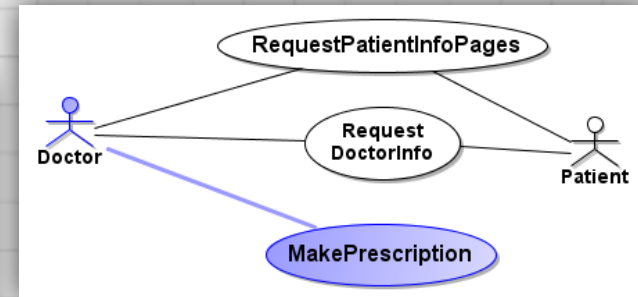 RequestPatientInfoPages
Request
DoctorInfo
Doctor
Patient
MakePrescription